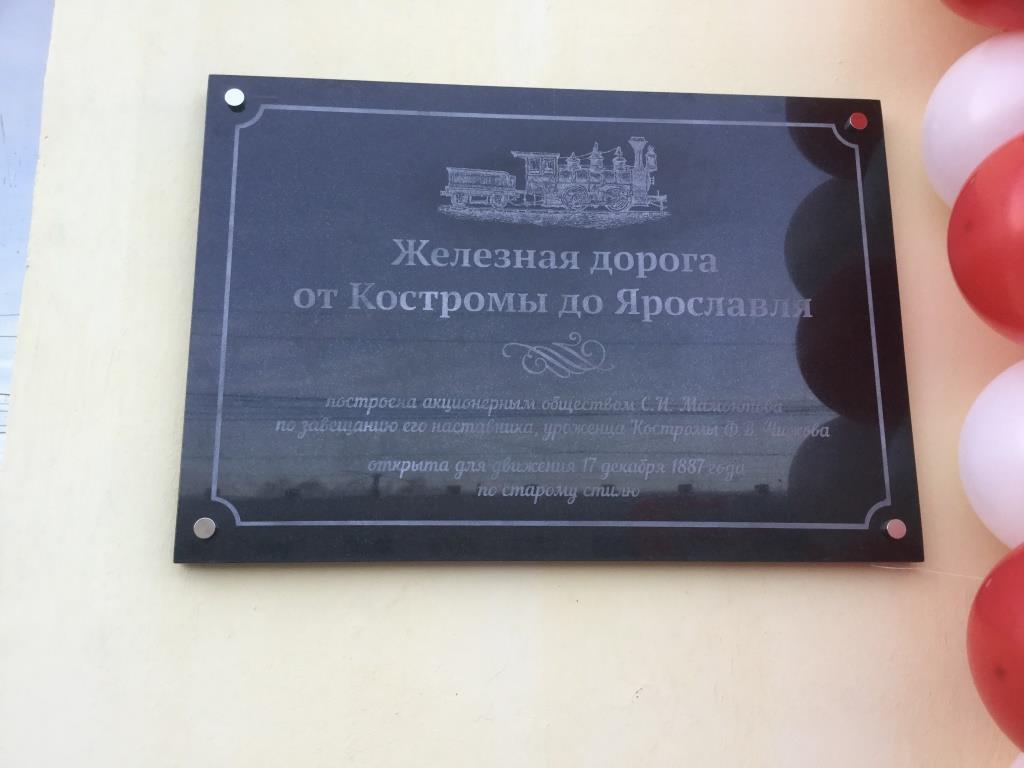 Железная дорога
от Костромы до Ярославля
построена акционерным обществом С.И. Мамонтова
по завещанию его наставника, уроженца Костромы Ф.В. Чижова
открыта для движения 17 декабря 1887 года
по старому стилю